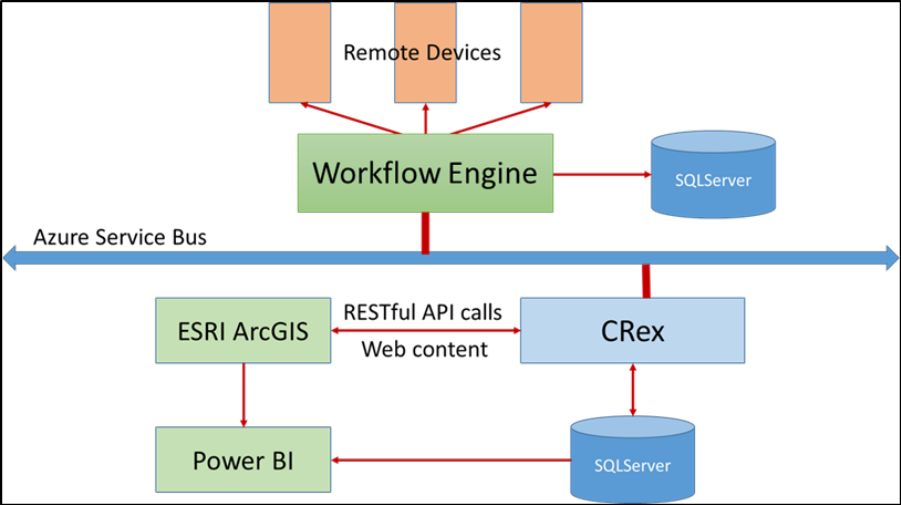 Remote Devices
Workflow Engine
SQLServer
Azure Service Bus
ESRI ArcGIS
RESTful API calls
Web content
CRex
Power BI
SQLServer